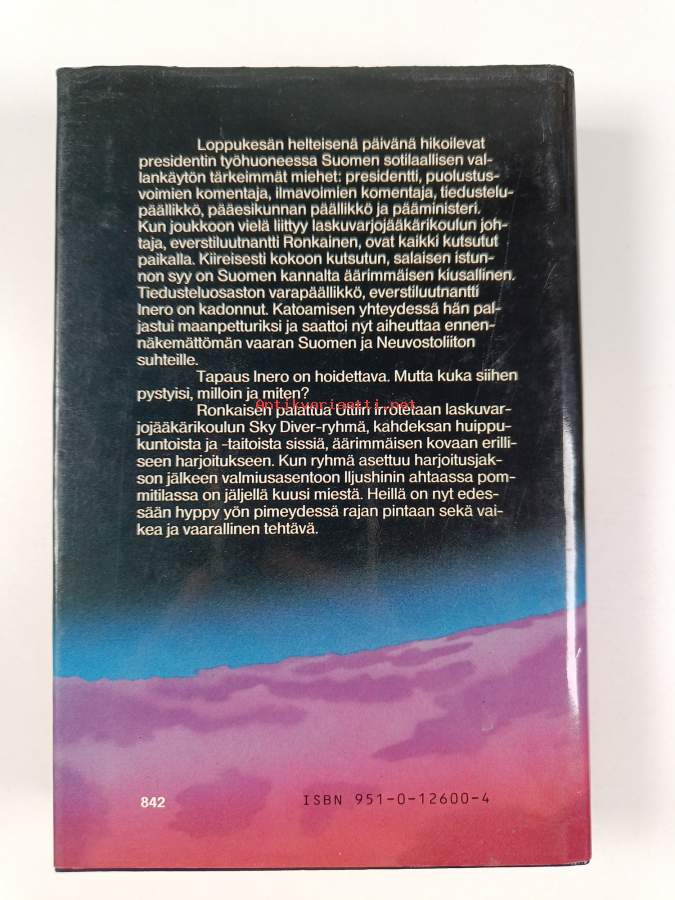 Loppukesän helteisenä päivänä hikoilevat
presidentin työhuoneessa Suomen sotilaallisen val-
lankäytön tärkeimmät miehet: presidentti, puolustus-
voimien komentaja, ilmavoimien komentaja, tiedustelu-
päällikkö, pääesikunnan päällikkö ja pääministeri.
Kun joukkoon vielä liittyy laskuvarjojääkärikoulun joh-
taja, everstiluutnantti Ronkainen, ovat kaikki kutsutut
paikalla. Kiireisesti kokoon kutsutun, salaisen istun-
non syy on Suomen kannalta äärimmäisen kiusallinen.
Tiedusteluosaston varapäällikkö, everstiluutnantti
Inero on kadonnut. Katoamisen yhteydessä hän pal-
jastui maanpetturiksi ja saattoi nyt aiheuttaa ennen-
näkemättömän vaaran Suomen ja Neuvostoliiton
suhteille.
Tapaus Inero on hoidettava. Mutta kuka siihen
pystyisi, milloin ja miten?
Antikvariaatti.fi
Ronkaisen palattua Uttiin irrotetaan laskuvar-
jojääkärikoulun Sky Diver-ryhmä, kahdeksan huippu-
kuntoista ja -taitoista sissiä, äärimmäisen kovaan erilli-
seen harjoitukseen. Kun ryhmä asettuu harjoitusjak-
son jälkeen valmiusasentoon Iljushinin ahtaassa pom-
mitilassa on jäljellä kuusi miestä. Heillä on nyt edes-
sään hyppy yön pimeydessä rajan pintaan sekä vai-
kea ja vaarallinen tehtävä.
842
ISBN 951-0-12600-4